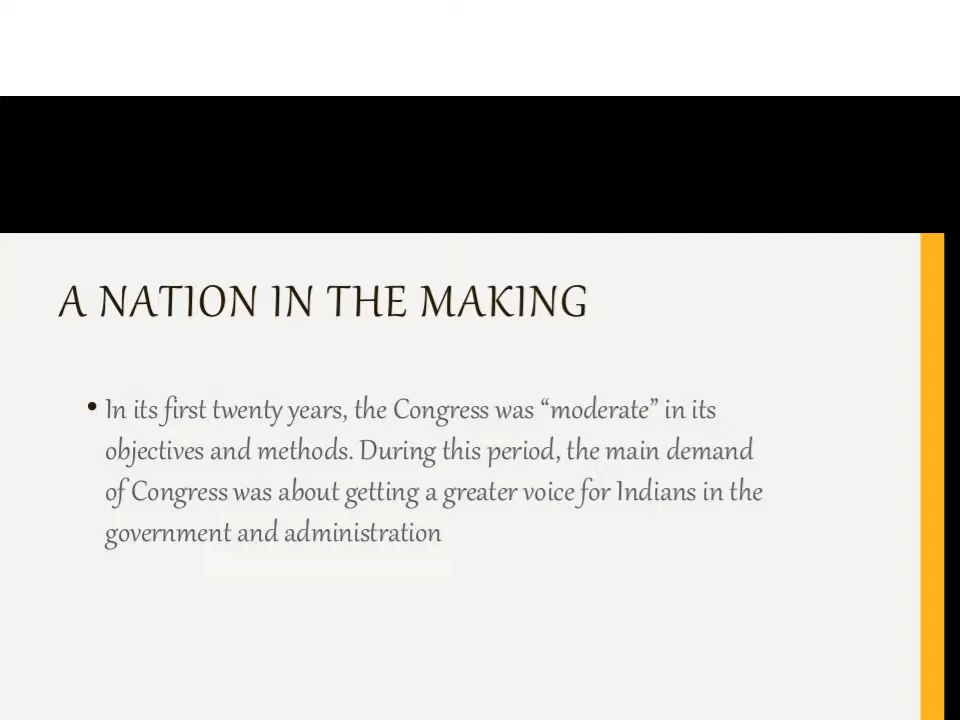 A NATION IN THE MAKING
• In its first twenty years, the Congress was “moderate” in its
objectives and methods. During this period, the main demand
of Congress was about getting a greater voice for Indians in the
government and administration